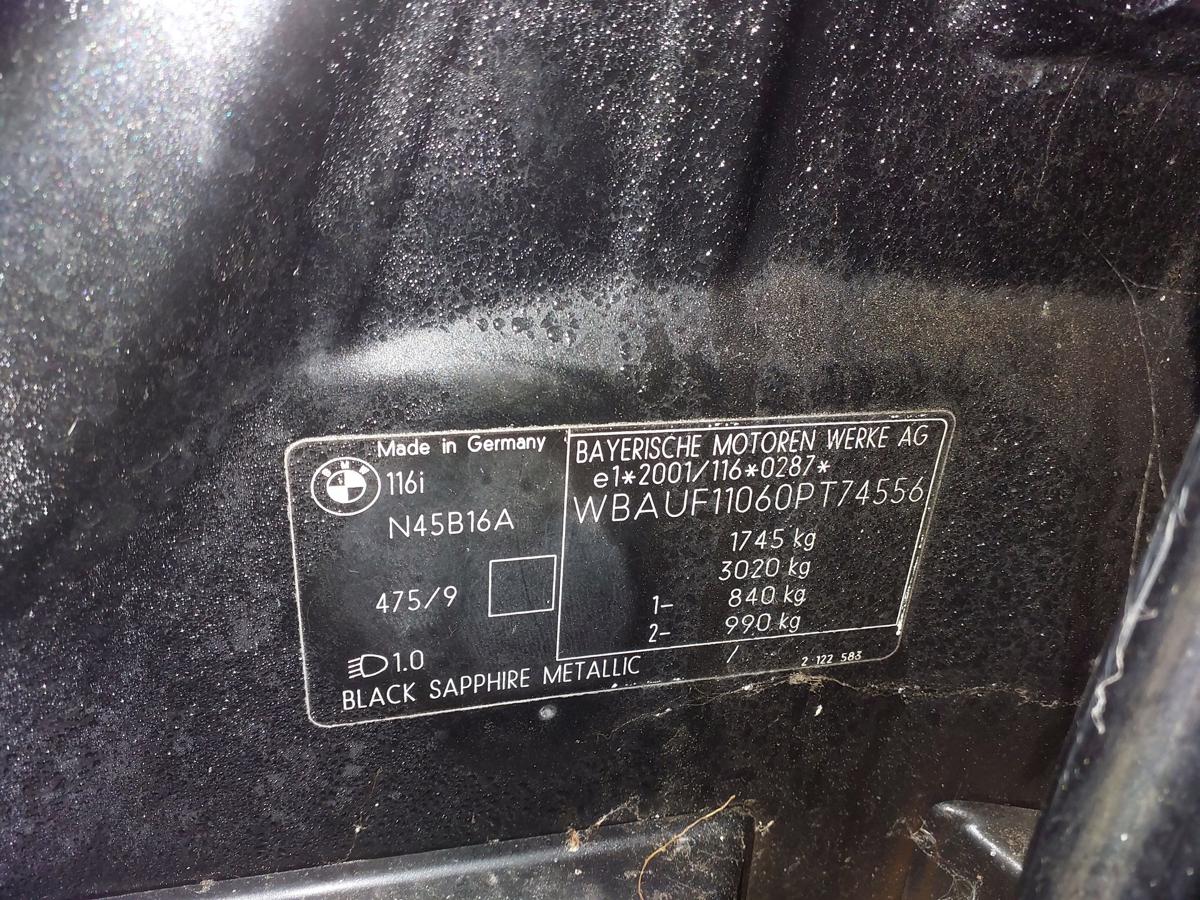 Made in Germany
BMW
116i
N45B16A
475/9
1.0
BLACK SAPPHIRE METALLIC
BAYERISCHE MOTOREN WERKE AG
e1*2001/116*0287*
WBAUF11060PT74556
1745 kg
3020 kg
1- 840 kg
2- 990 kg
/
2 122 583